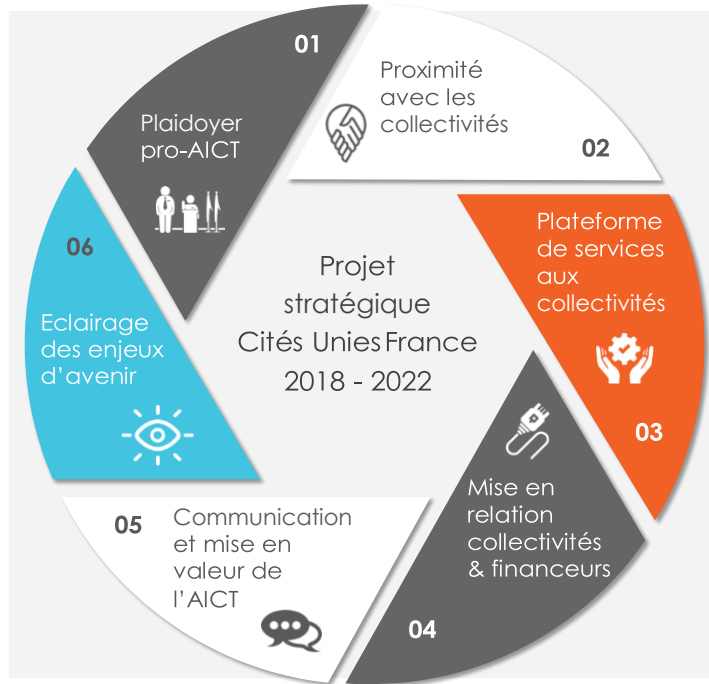 01
Plaidoyer
pro-AICT
Proximité
avec les
collectivités
02
Plateforme
de services
aux
collectivités
03
Mise en
relation
collectivités
& financeurs
04
05
Communication
et mise en
valeur de
l'AICT
06
Eclairage
des enjeux
d'avenir
Projet
stratégique
Cités Unies France
2018 - 2022